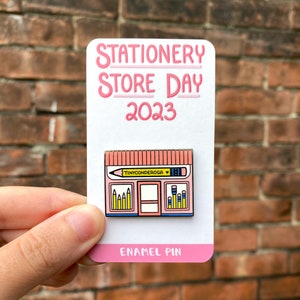 STATIONERY
STORE DAY
2023
TINYCONDEROGA
ENAMEL PIN